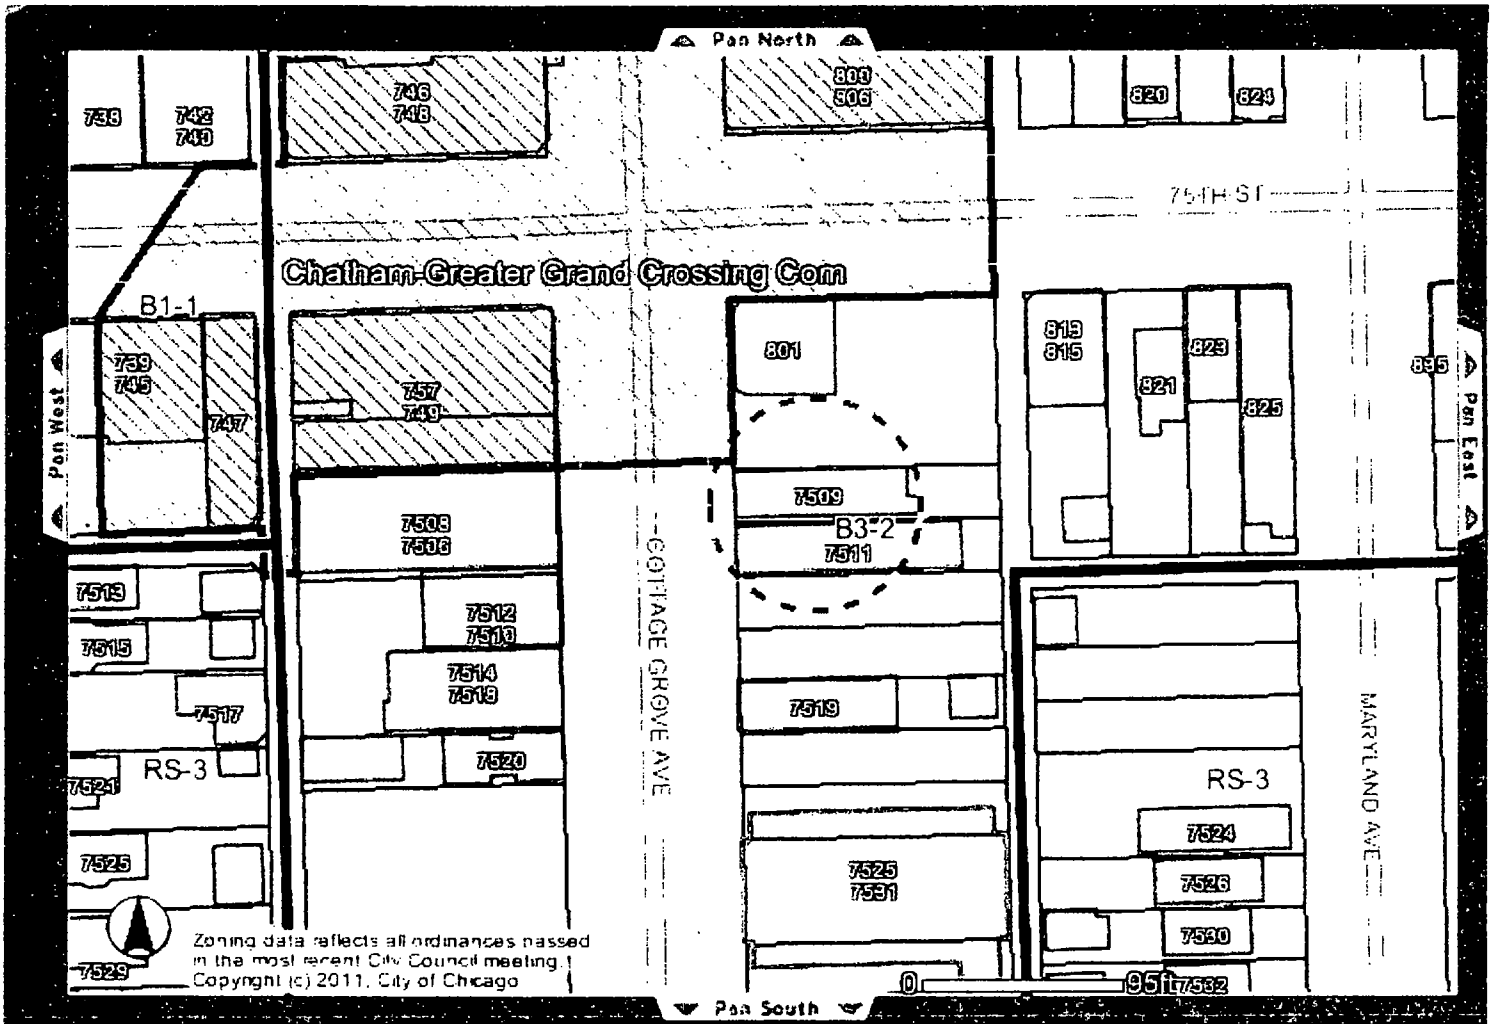 Pan North
738
742
740
746
748
800
906
820
824
75TH ST
Chatham-Greater Grand Crossing Com
B1-1
739
745
747
757
749
801
813
815
821
823
825
835
Pan West
Pan East
7508
7506
7509
B3-2
7511
COTTAGE GROVE AVE
7513
7515
7517
7512
7510
7514
7518
7519
7520
7521
RS-3
RS-3
MARYLAND AVE
7524
7525
7525
7531
7526
7530
7529
7532
Zoning data reflects all ordinances passed
in the most recent City Council meeting.
Copyright (c) 2011, City of Chicago
0 95ft
Pan South